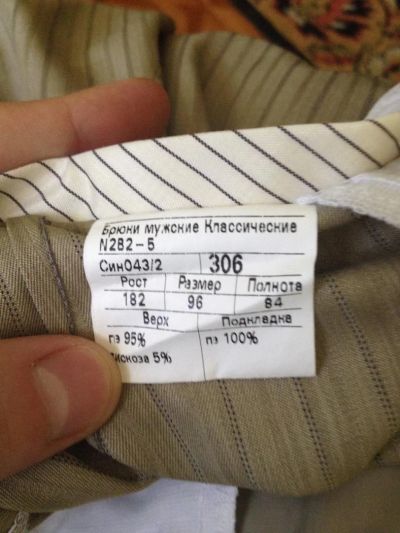 Брюки мужские Классические
N282-5
Син043/2 306
Рост Размер Полнота
182 96 84
Верх Подкладка
пэ 95% пэ 100%
вискоза 5%